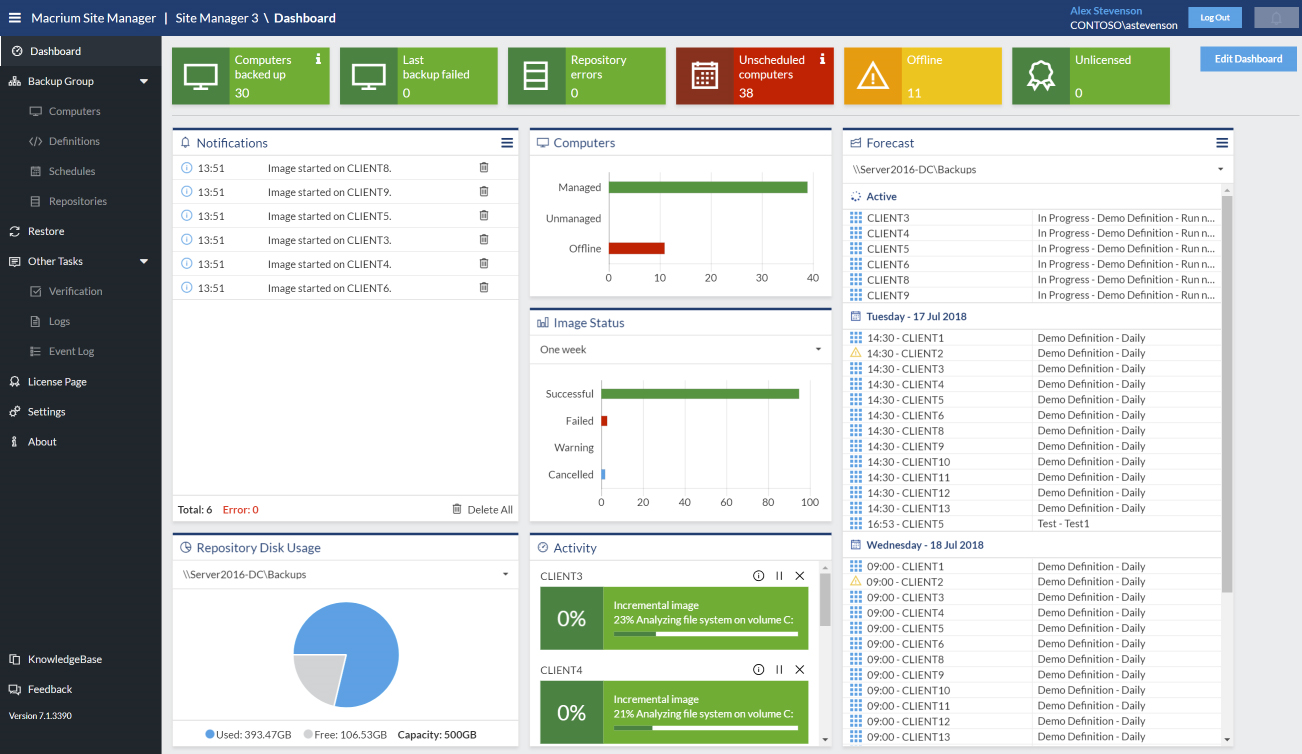 Macrium Site Manager | Site Manager 3 \ Dashboard
Alex Stevenson
CONTOSO\astevenson
Log Out
Dashboard
Backup Group
Computers
Definitions
Schedules
Repositories
Restore
Other Tasks
Verification
Logs
Event Log
License Page
Settings
About
KnowledgeBase
Feedback
Version 7.1.3390
Computers
backed up
30
Last
backup failed
0
Repository
errors
0
Unscheduled
computers
38
Offline
11
Unlicensed
0
Edit Dashboard
Notifications
13:51 Image started on CLIENT8.
13:51 Image started on CLIENT9.
13:51 Image started on CLIENT5.
13:51 Image started on CLIENT3.
13:51 Image started on CLIENT4.
13:51 Image started on CLIENT6.
Total: 6 Error: 0 Delete All
Repository Disk Usage
\\Server2016-DC\Backups
Used: 393.47GB Free: 106.53GB Capacity: 500GB
Computers
Managed
Unmanaged
Offline
0 10 20 30 40
Image Status
One week
Successful
Failed
Warning
Cancelled
0 20 40 60 80 100
Activity
CLIENT3
0%
Incremental image
23% Analyzing file system on volume C:
CLIENT4
0%
Incremental image
21% Analyzing file system on volume C:
Forecast
\\Server2016-DC\Backups
Active
CLIENT3 In Progress - Demo Definition - Run n...
CLIENT4 In Progress - Demo Definition - Run n...
CLIENT5 In Progress - Demo Definition - Run n...
CLIENT6 In Progress - Demo Definition - Run n...
CLIENT8 In Progress - Demo Definition - Run n...
CLIENT9 In Progress - Demo Definition - Run n...
Tuesday - 17 Jul 2018
14:30 - CLIENT1 Demo Definition - Daily
14:30 - CLIENT2 Demo Definition - Daily
14:30 - CLIENT3 Demo Definition - Daily
14:30 - CLIENT4 Demo Definition - Daily
14:30 - CLIENT5 Demo Definition - Daily
14:30 - CLIENT6 Demo Definition - Daily
14:30 - CLIENT8 Demo Definition - Daily
14:30 - CLIENT9 Demo Definition - Daily
14:30 - CLIENT10 Demo Definition - Daily
14:30 - CLIENT11 Demo Definition - Daily
14:30 - CLIENT12 Demo Definition - Daily
14:30 - CLIENT13 Demo Definition - Daily
16:53 - CLIENT5 Test - Test1
Wednesday - 18 Jul 2018
09:00 - CLIENT1 Demo Definition - Daily
09:00 - CLIENT2 Demo Definition - Daily
09:00 - CLIENT3 Demo Definition - Daily
09:00 - CLIENT4 Demo Definition - Daily
09:00 - CLIENT5 Demo Definition - Daily
09:00 - CLIENT6 Demo Definition - Daily
09:00 - CLIENT8 Demo Definition - Daily
09:00 - CLIENT9 Demo Definition - Daily
09:00 - CLIENT10 Demo Definition - Daily
09:00 - CLIENT11 Demo Definition - Daily
09:00 - CLIENT12 Demo Definition - Daily
09:00 - CLIENT13 Demo Definition - Daily